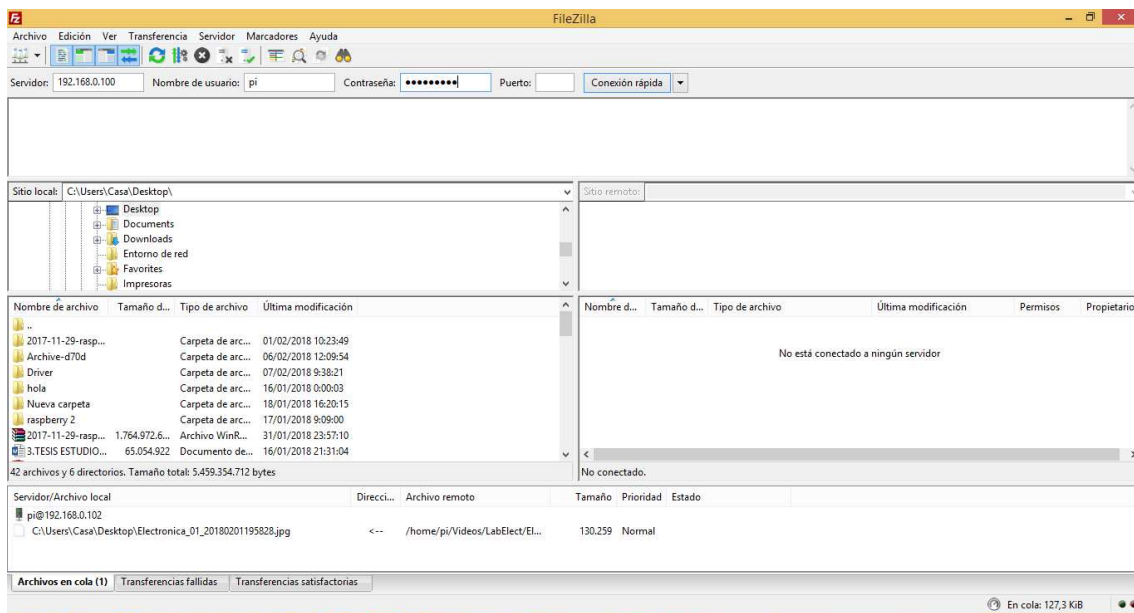 FileZilla
Archivo Edición Ver Transferencia Servidor Marcadores Ayuda
Servidor: 192.168.0.100 Nombre de usuario: pi Contraseña: ●●●●●●●●● Puerto: Conexión rápida
Sitio local: C:\Users\Casa\Desktop\ Sitio remoto:
Desktop
Documents
Downloads
Entorno de red
Favorites
Impresoras
Nombre de archivo Tamaño d... Tipo de archivo Última modificación
..
2017-11-29-rasp... Carpeta de arc... 01/02/2018 10:23:49
Archive-d70d Carpeta de arc... 06/02/2018 12:09:54
Driver Carpeta de arc... 07/02/2018 9:38:21
hola Carpeta de arc... 16/01/2018 0:00:03
Nueva carpeta Carpeta de arc... 18/01/2018 16:20:15
raspberry 2 Carpeta de arc... 17/01/2018 9:09:00
2017-11-29-rasp... 1.764.972.6... Archivo WinR... 31/01/2018 23:57:10
3.TESIS ESTUDIO... 65.054.922 Documento de... 16/01/2018 21:31:04
42 archivos y 6 directorios. Tamaño total: 5.459.354.712 bytes
Nombre d... Tamaño d... Tipo de archivo Última modificación Permisos Propietario
No está conectado a ningún servidor
No conectado.
Servidor/Archivo local Direcci... Archivo remoto Tamaño Prioridad Estado
pi@192.168.0.102
C:\Users\Casa\Desktop\Electronica_01_20180201195828.jpg <-- /home/pi/Videos/LabElect/El... 130.259 Normal
Archivos en cola (1) Transferencias fallidas Transferencias satisfactorias
En cola: 127,3 KiB